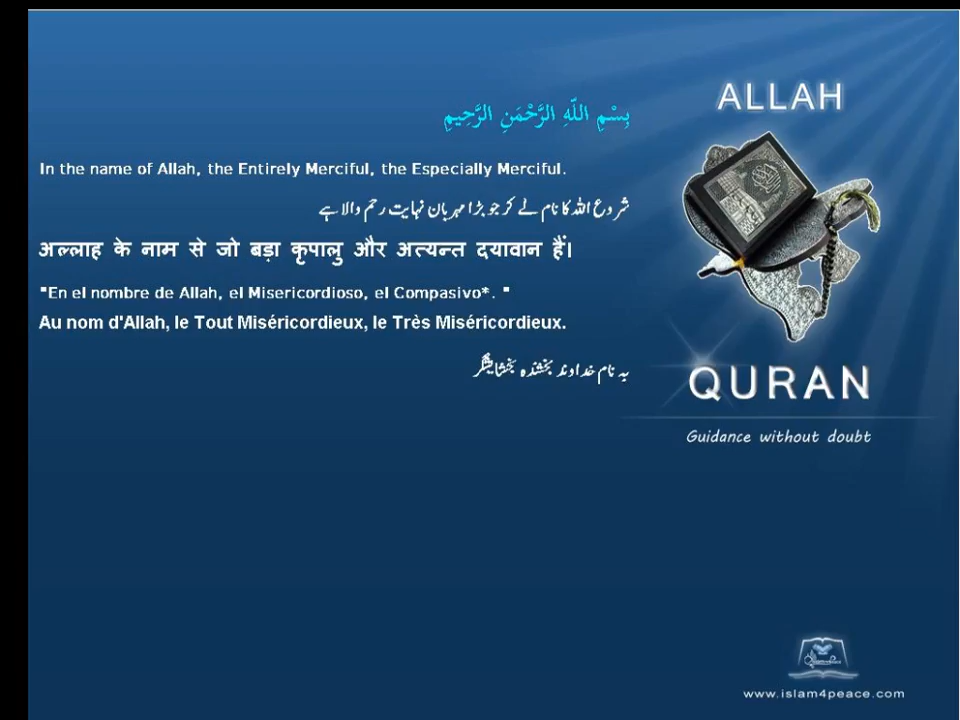 بِسْمِ اللَّهِ الرَّحْمَنِ الرَّحِيمِ
In the name of Allah, the Entirely Merciful, the Especially Merciful.
شروع الله کا نام لے کر جو بڑا مہربان نہایت رحم والا ہے
अल्लाह के नाम से जो बड़ा कृपालु और अत्यन्त दयावान हैं।
"En el nombre de Allah, el Misericordioso, el Compasivo*. "
Au nom d'Allah, le Tout Miséricordieux, le Très Miséricordieux.
به نام خداوند بخشنده بخشایشگر
ALLAH
QURAN
Guidance without doubt
www.islam4peace.com